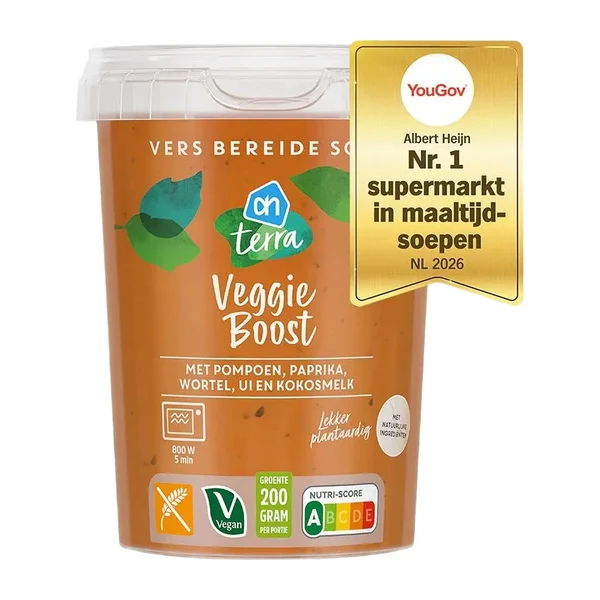 VERS BEREIDE SO
YouGov
Albert Heijn
Nr. 1
supermarkt
in maaltijd-
soepen
NL 2026
ah
terra
Veggie
Boost
MET POMPOEN, PAPRIKA,
WORTEL, UI EN KOKOSMELK
800 W
5 min
Lekker
plantaardig
MET
NATUURLIJKE
INGREDIËNTEN
V
Vegan
GROENTE
200
GRAM
PER PORTIE
NUTRI-SCORE
A B C D E